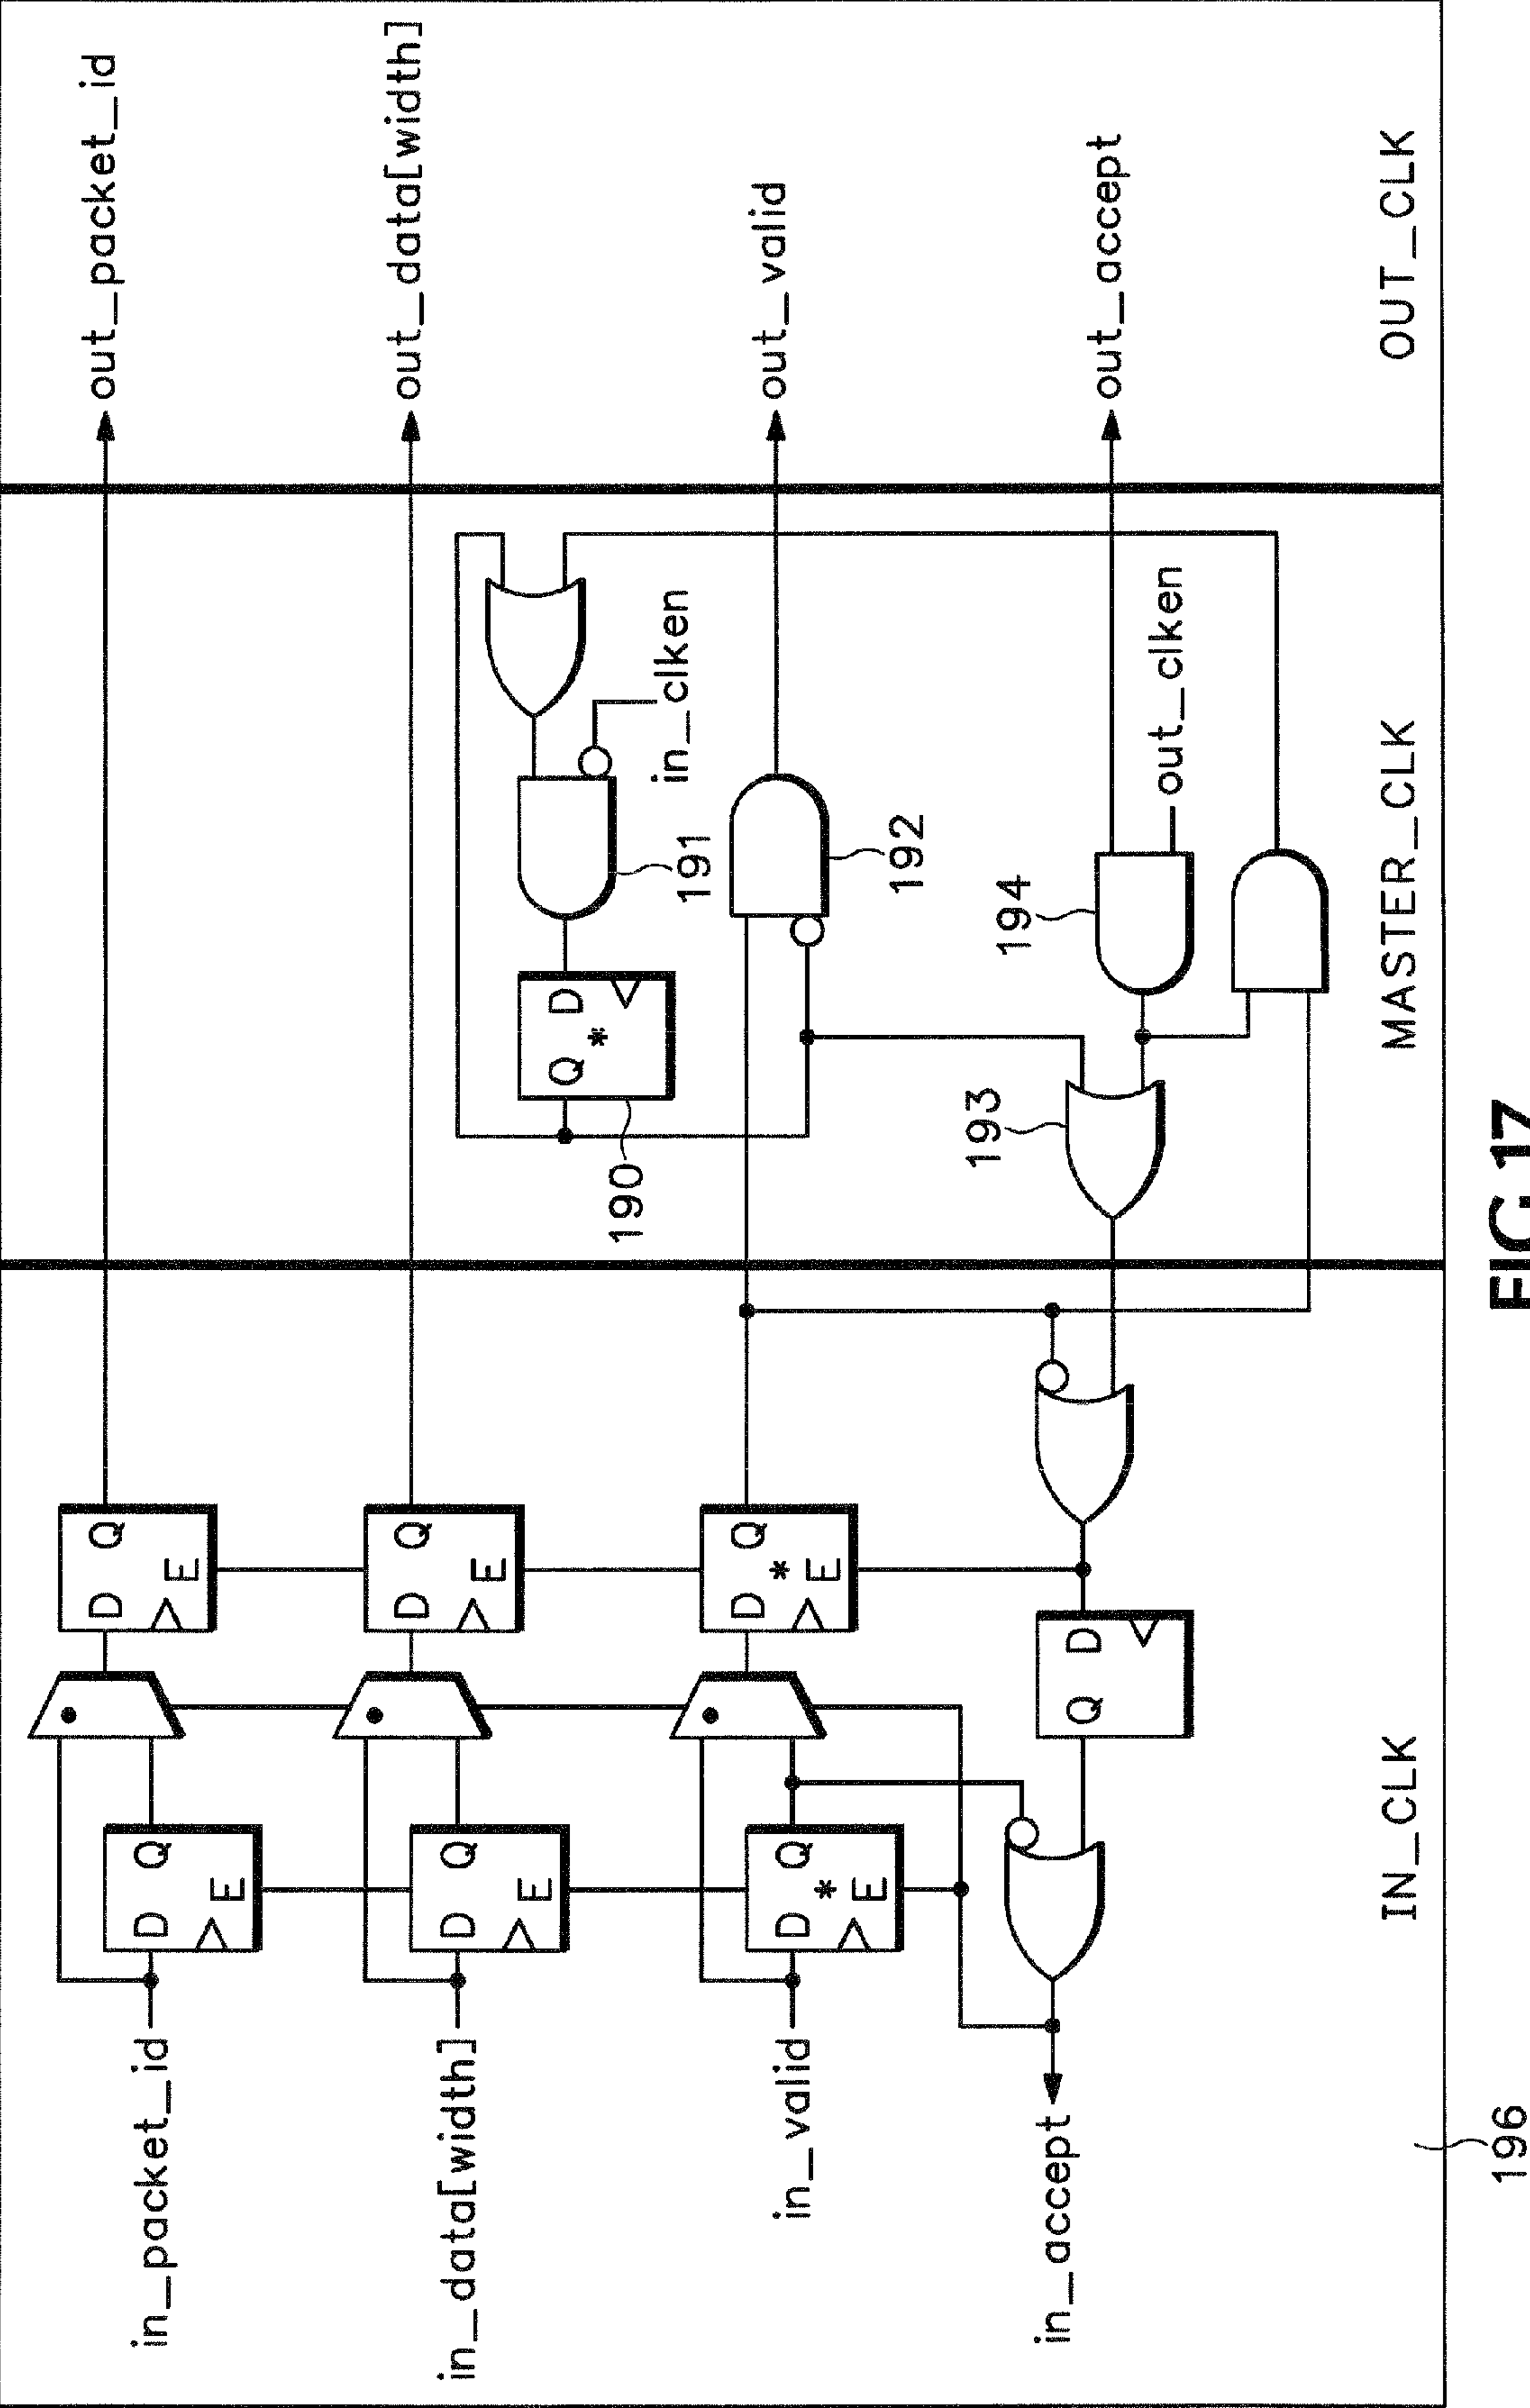 in_packet_id
D Q
E
D Q
E
out_packet_id
in_data[width]
D Q
E
D Q
E
out_data[width]
in_valid
D Q
*
E
D Q
*
E
190
Q D
*
191
in_clken
192
out_valid
in_accept
Q D
193
194
out_clken
out_accept
IN_CLK
MASTER_CLK
OUT_CLK
196
FIG.17